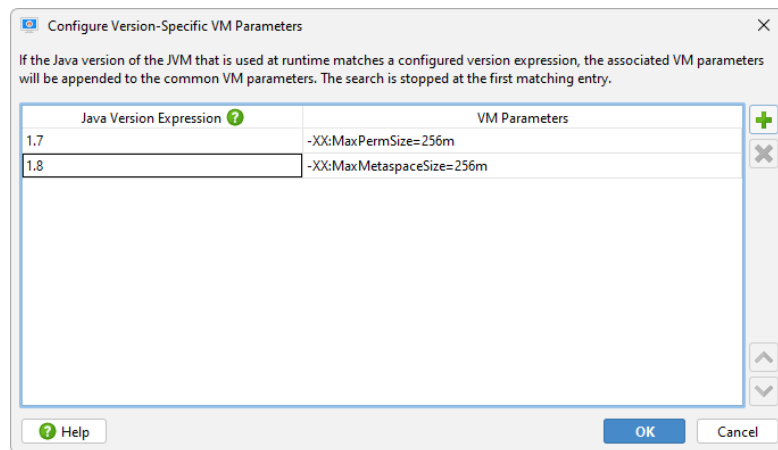 Configure Version-Specific VM Parameters
If the Java version of the JVM that is used at runtime matches a configured version expression, the associated VM parameters
will be appended to the common VM parameters. The search is stopped at the first matching entry.
Java Version Expression VM Parameters
1.7 -XX:MaxPermSize=256m
1.8 -XX:MaxMetaspaceSize=256m
Help OK Cancel